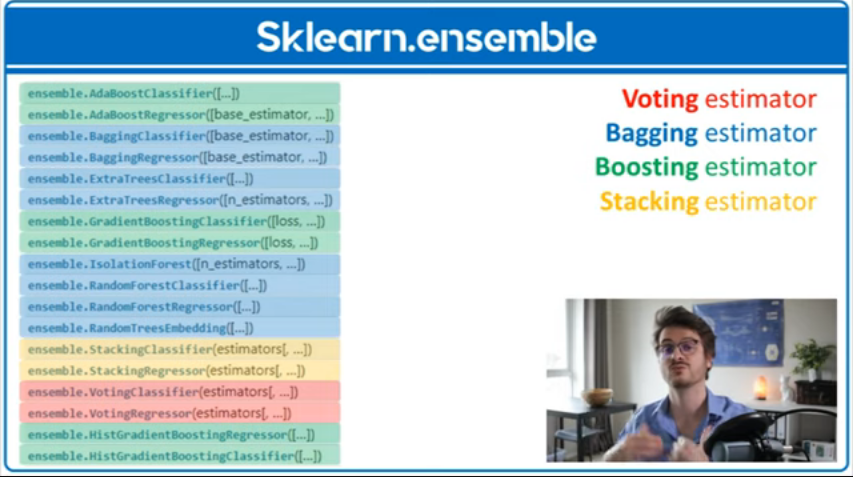 Sklearn.ensemble
ensemble.AdaBoostClassifier([...])
ensemble.AdaBoostRegressor([base_estimator, ...])
ensemble.BaggingClassifier([base_estimator, ...])
ensemble.BaggingRegressor([base_estimator, ...])
ensemble.ExtraTreesClassifier([...])
ensemble.ExtraTreesRegressor([n_estimators, ...])
ensemble.GradientBoostingClassifier([loss, ...])
ensemble.GradientBoostingRegressor([loss, ...])
ensemble.IsolationForest([n_estimators, ...])
ensemble.RandomForestClassifier([...])
ensemble.RandomForestRegressor([...])
ensemble.RandomTreesEmbedding([...])
ensemble.StackingClassifier(estimators[, ...])
ensemble.StackingRegressor(estimators[, ...])
ensemble.VotingClassifier(estimators[, ...])
ensemble.VotingRegressor(estimators[, ...])
ensemble.HistGradientBoostingRegressor([...])
ensemble.HistGradientBoostingClassifier([...])
Voting estimator
Bagging estimator
Boosting estimator
Stacking estimator